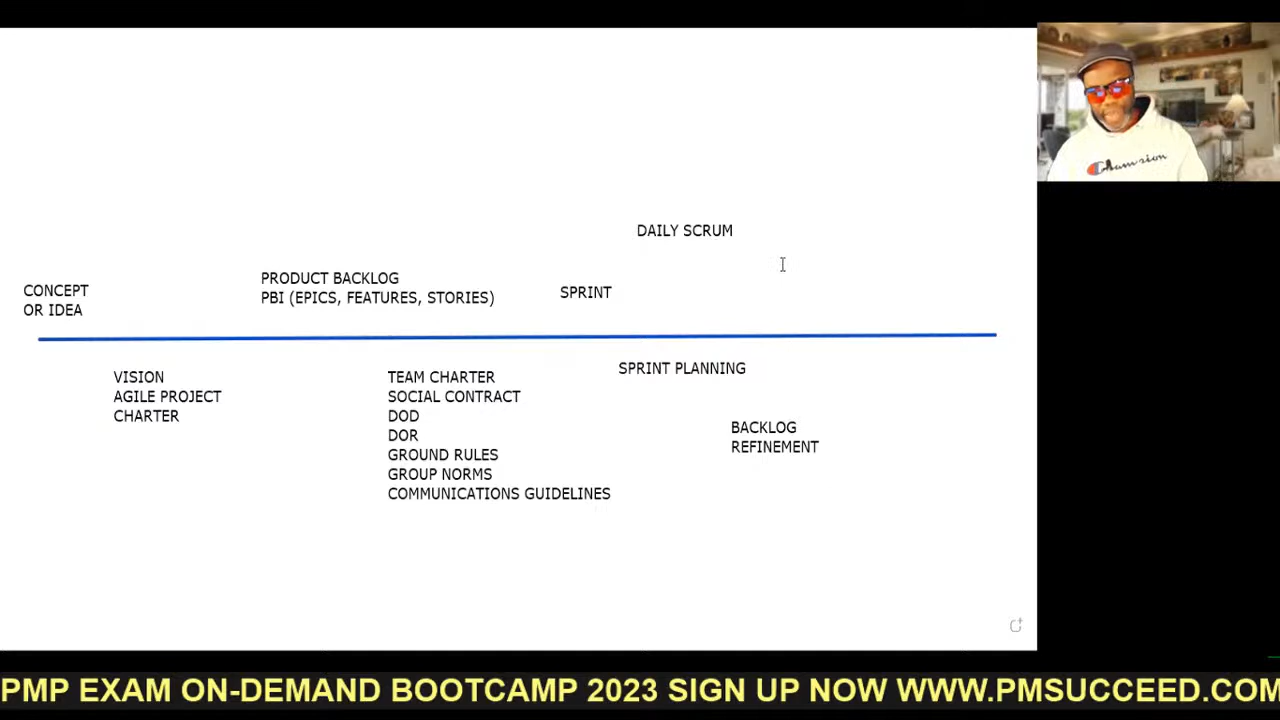 DAILY SCRUM
CONCEPT
OR IDEA
PRODUCT BACKLOG
PBI (EPICS, FEATURES, STORIES)
SPRINT
VISION
AGILE PROJECT
CHARTER
TEAM CHARTER
SOCIAL CONTRACT
DOD
DOR
GROUND RULES
GROUP NORMS
COMMUNICATIONS GUIDELINES
SPRINT PLANNING
BACKLOG
REFINEMENT
Champion
PMP EXAM ON-DEMAND BOOTCAMP 2023 SIGN UP NOW WWW.PMSUCCEED.COM